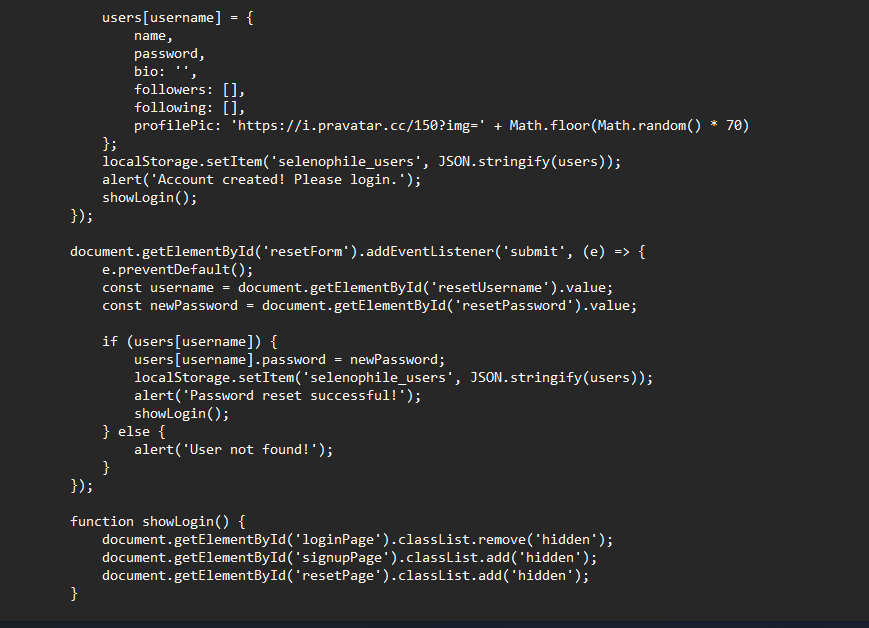 users[username] = {
name,
password,
bio: '',
followers: [],
following: [],
profilePic: 'https://i.pravatar.cc/150?img=' + Math.floor(Math.random() * 70)
};
localStorage.setItem('selenophile_users', JSON.stringify(users));
alert('Account created! Please login.');
showLogin();
});
document.getElementById('resetForm').addEventListener('submit', (e) => {
e.preventDefault();
const username = document.getElementById('resetUsername').value;
const newPassword = document.getElementById('resetPassword').value;
if (users[username]) {
users[username].password = newPassword;
localStorage.setItem('selenophile_users', JSON.stringify(users));
alert('Password reset successful!');
showLogin();
} else {
alert('User not found!');
}
});
function showLogin() {
document.getElementById('loginPage').classList.remove('hidden');
document.getElementById('signupPage').classList.add('hidden');
document.getElementById('resetPage').classList.add('hidden');
}